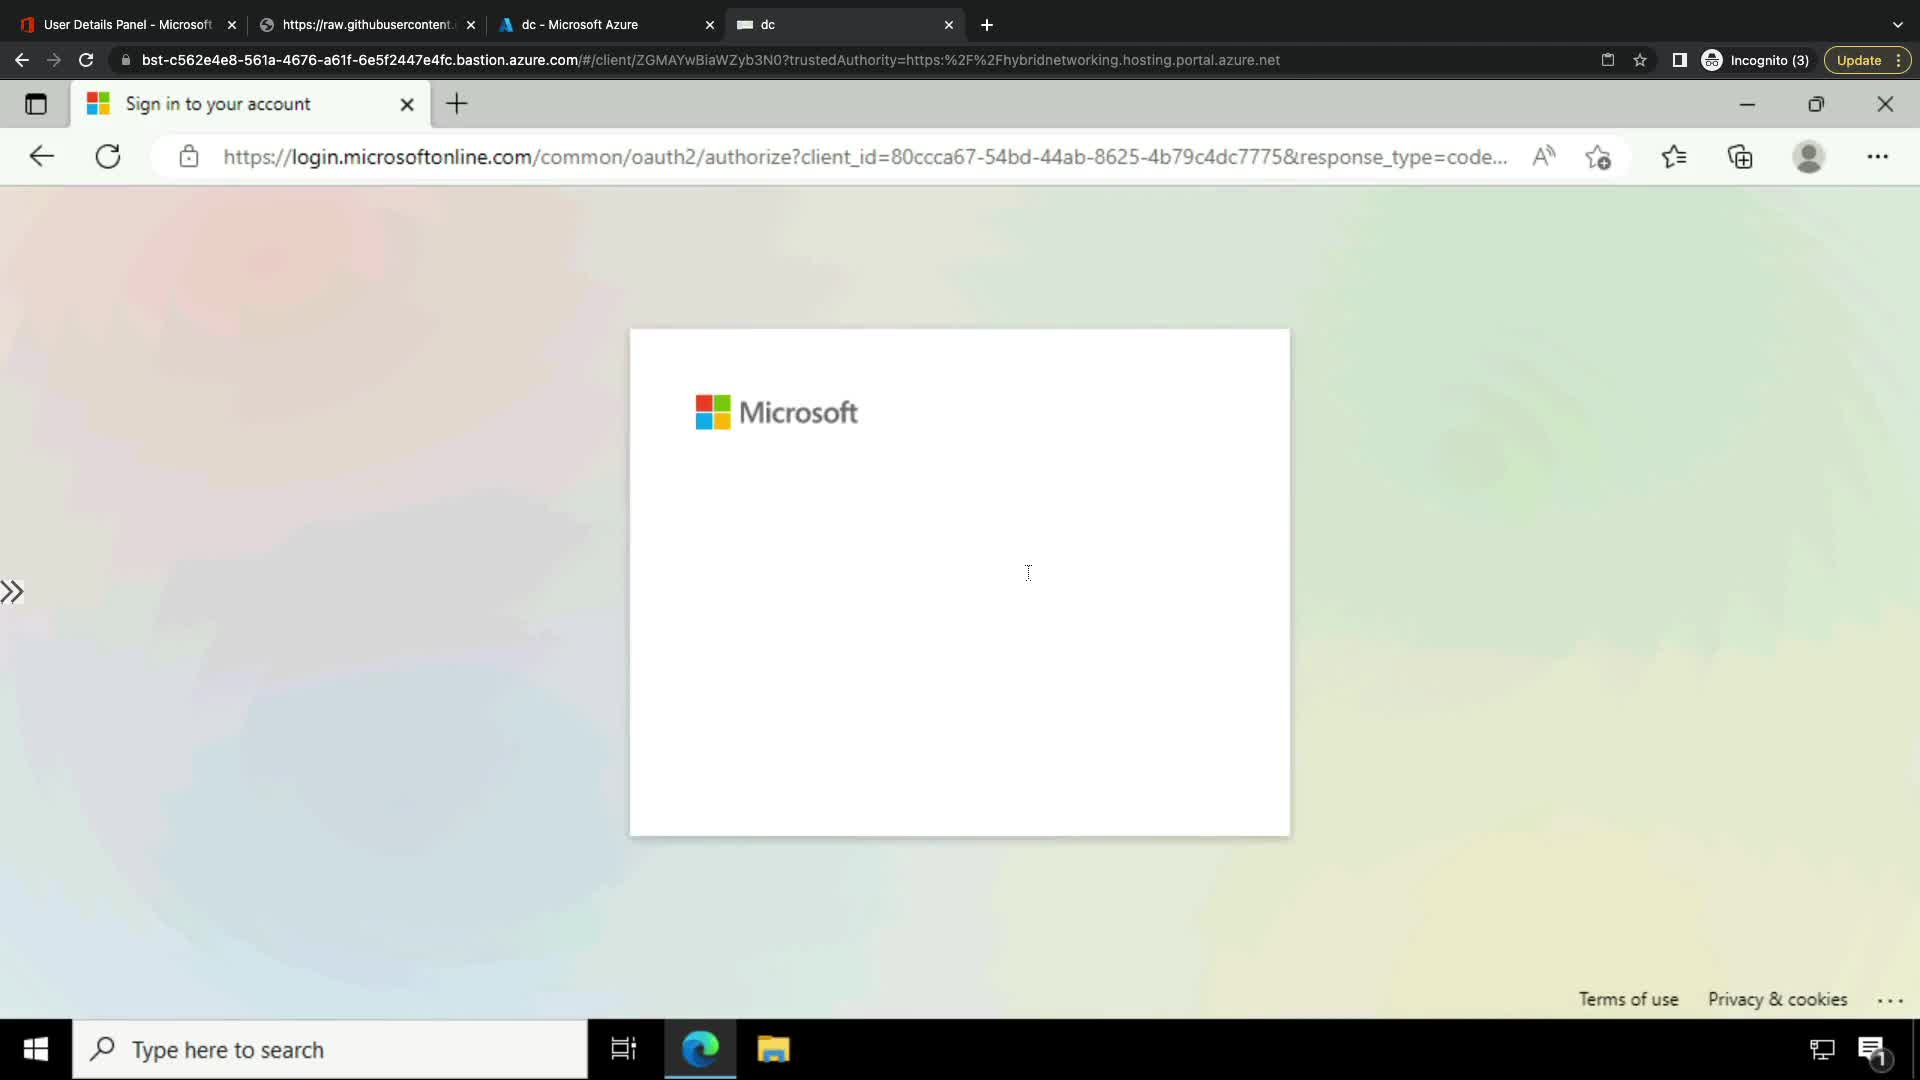 User Details Panel - Microsoft
https://raw.githubusercontent.
dc - Microsoft Azure
dc
bst-c562e4e8-561a-4676-a61f-6e5f2447e4fc.bastion.azure.com/#/client/ZGMAYwBiaWZyb3N0?trustedAuthority=https:%2F%2Fhybridnetworking.hosting.portal.azure.net
Incognito (3)
Update
Sign in to your account
https://login.microsoftonline.com/common/oauth2/authorize?client_id=80ccca67-54bd-44ab-8625-4b79c4dc7775&response_type=code...
Microsoft
Terms of use
Privacy & cookies
...
Type here to search
1